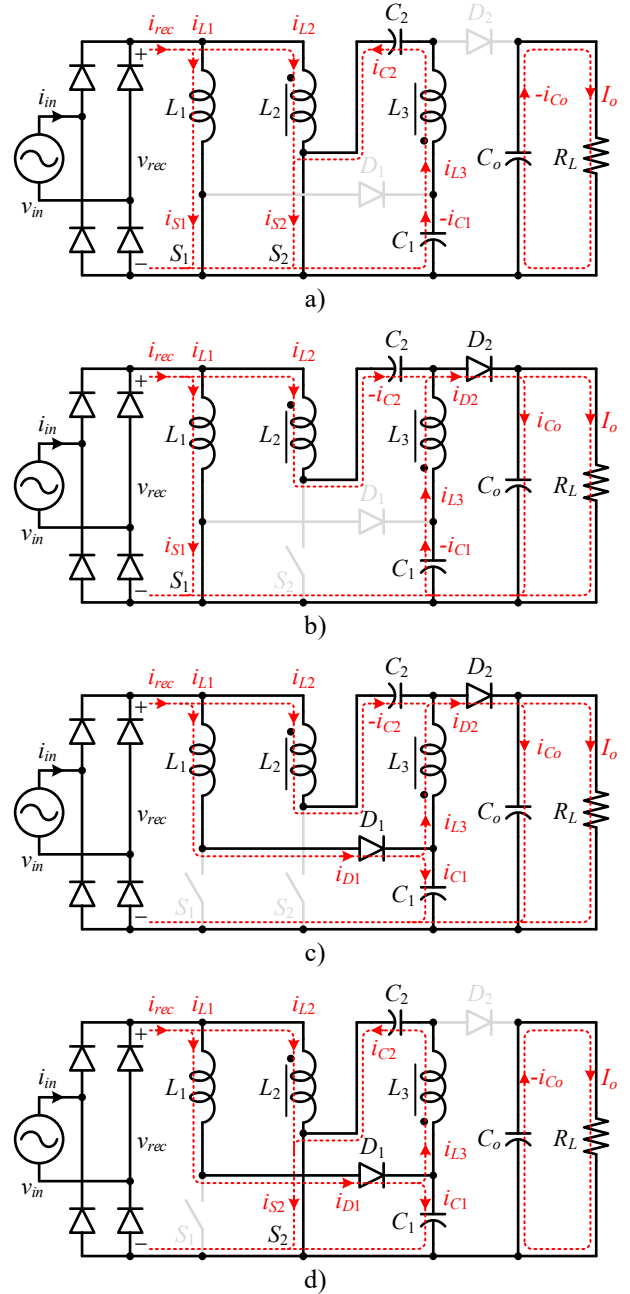 i_rec i_L1 i_L2 C_2 D_2
+ i_C2 -i_Co I_o
i_in L_1 L_2 L_3 C_o R_L
v_rec D_1 i_L3
v_in i_S1 i_S2 -i_C1
− S_1 S_2 C_1
a)
i_rec i_L1 i_L2 C_2 D_2
+ -i_C2 i_D2 i_Co I_o
i_in L_1 L_2 L_3 C_o R_L
v_rec D_1 i_L3
v_in i_S1 -i_C1
− S_1 S_2 C_1
b)
i_rec i_L1 i_L2 C_2 D_2
+ -i_C2 i_D2 i_Co I_o
i_in L_1 L_2 L_3 C_o R_L
v_rec D_1 i_L3
v_in i_D1 i_C1
− S_1 S_2 C_1
c)
i_rec i_L1 i_L2 C_2 D_2
+ i_C2 -i_Co I_o
i_in L_1 L_2 L_3 C_o R_L
v_rec D_1 i_L3
v_in i_S2 i_D1 i_C1
− S_1 S_2 C_1
d)